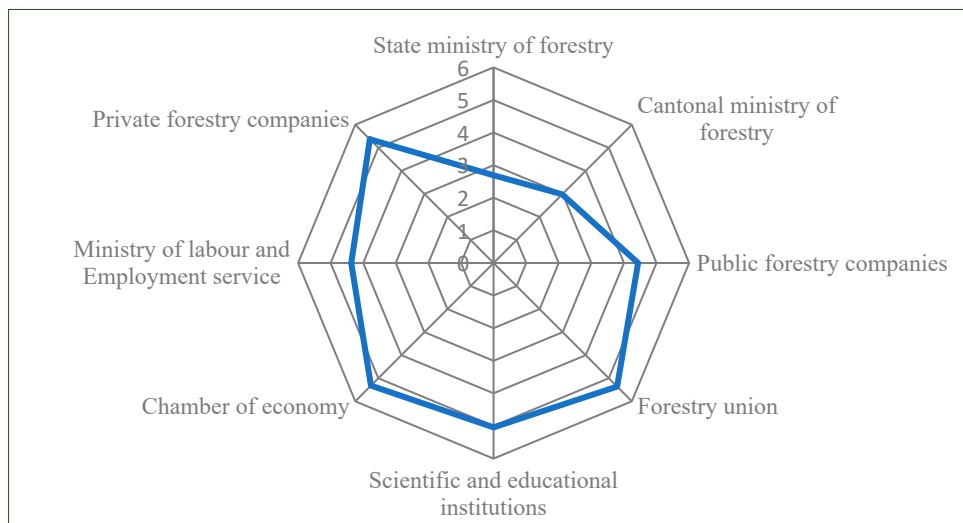 State ministry of forestry
6
5
4
3
2
1
0
Cantonal ministry of
forestry
Public forestry companies
Forestry union
Scientific and educational
institutions
Chamber of economy
Ministry of labour and
Employment service
Private forestry companies